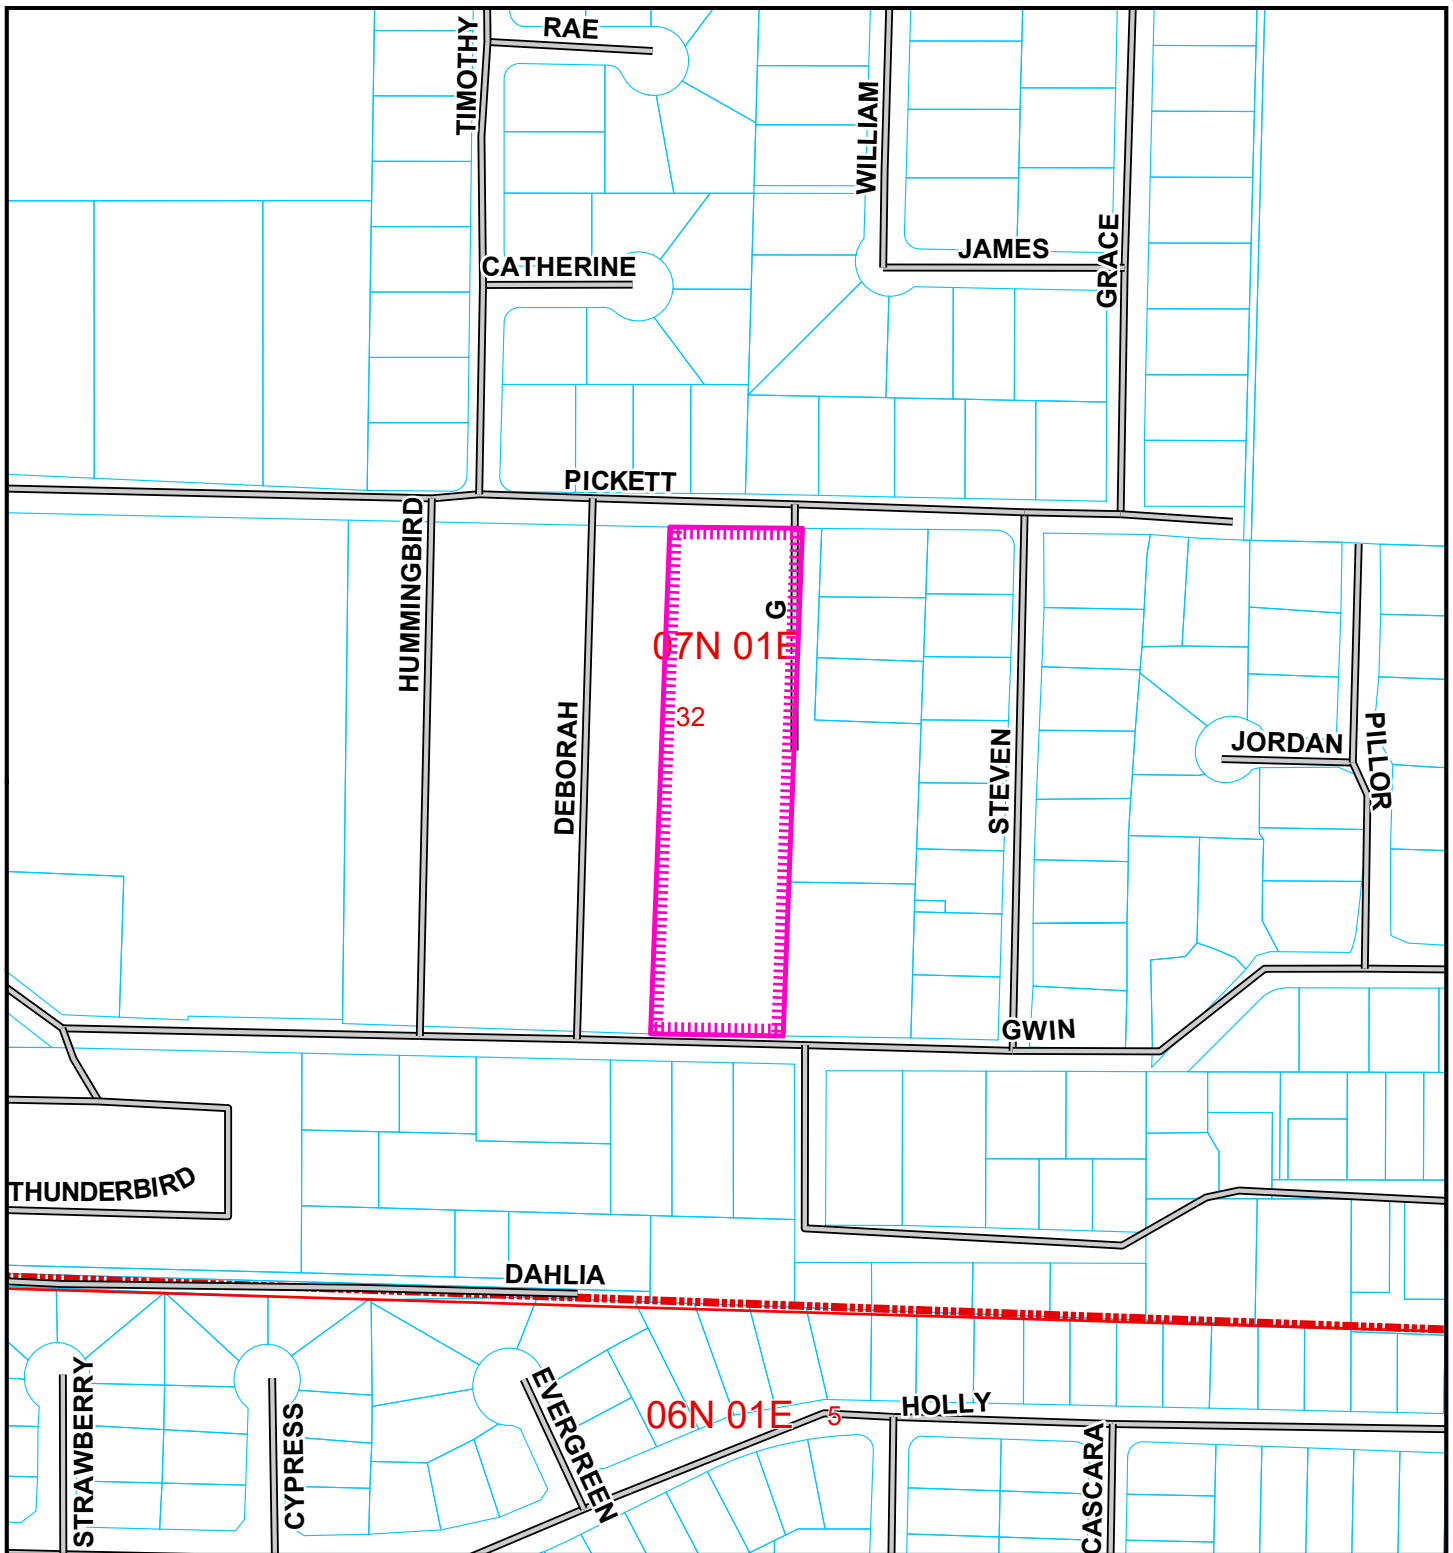 RAE
TIMOTHY
WILLIAM
JAMES
GRACE
CATHERINE
PICKETT
HUMMINGBIRD
G
07N 01E
32
DEBORAH
STEVEN
JORDAN
PILLOR
GWIN
THUNDERBIRD
DAHLIA
STRAWBERRY
CYPRESS
EVERGREEN
06N 01E
5
HOLLY
CASCARA